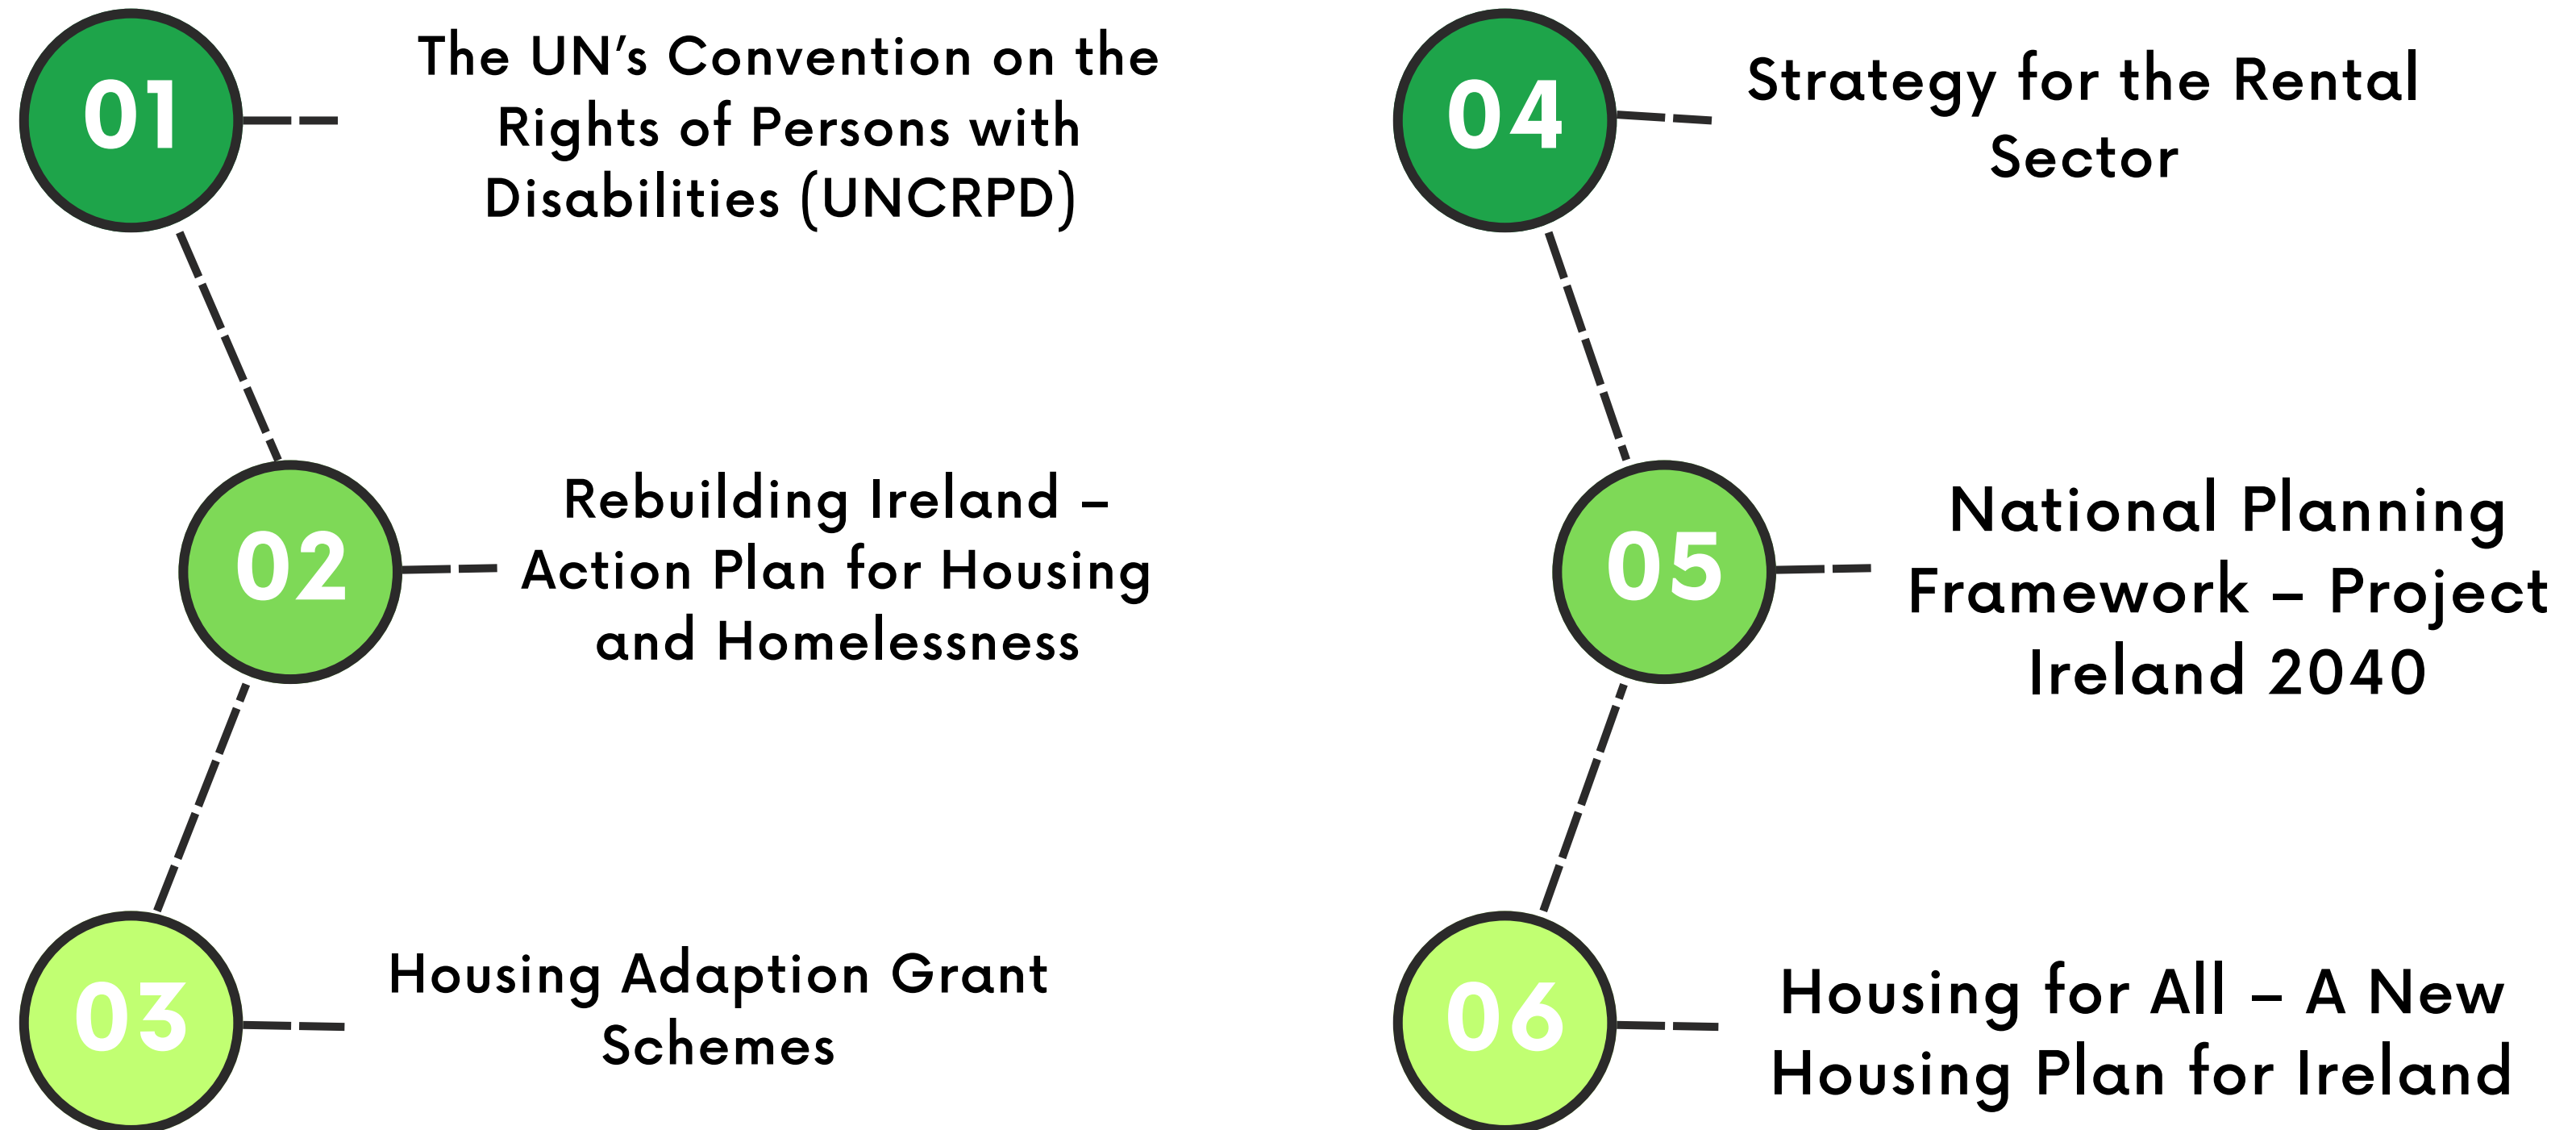 01
The UN’s Convention on the
Rights of Persons with
Disabilities (UNCRPD)
02
Rebuilding Ireland –
Action Plan for Housing
and Homelessness
03
Housing Adaption Grant
Schemes
04
Strategy for the Rental
Sector
05
National Planning
Framework – Project
Ireland 2040
06
Housing for All – A New
Housing Plan for Ireland